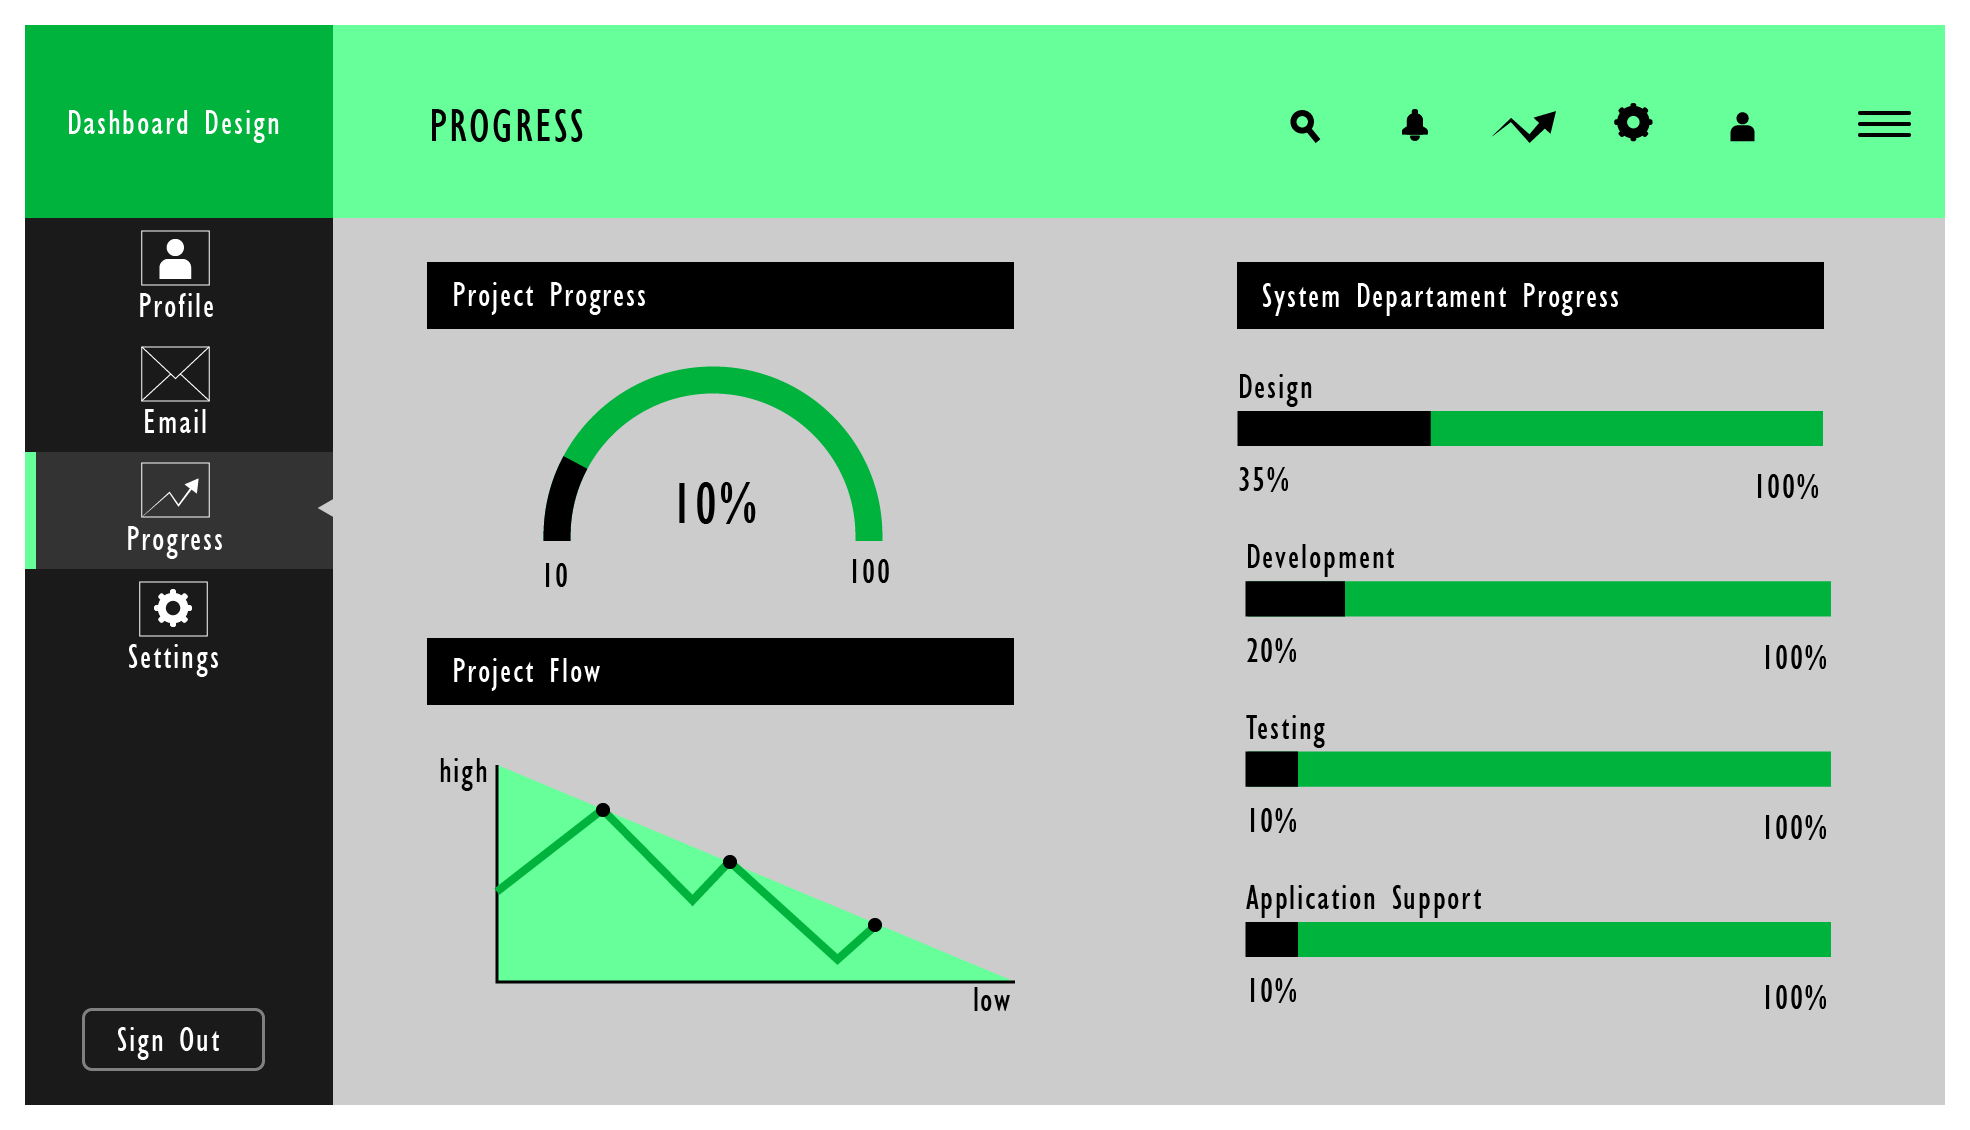 Dashboard Design
PROGRESS
Profile
Email
Progress
Settings
Sign Out
Project Progress
10%
10
100
Project Flow
high
low
System Departament Progress
Design
35%
100%
Development
20%
100%
Testing
10%
100%
Application Support
10%
100%